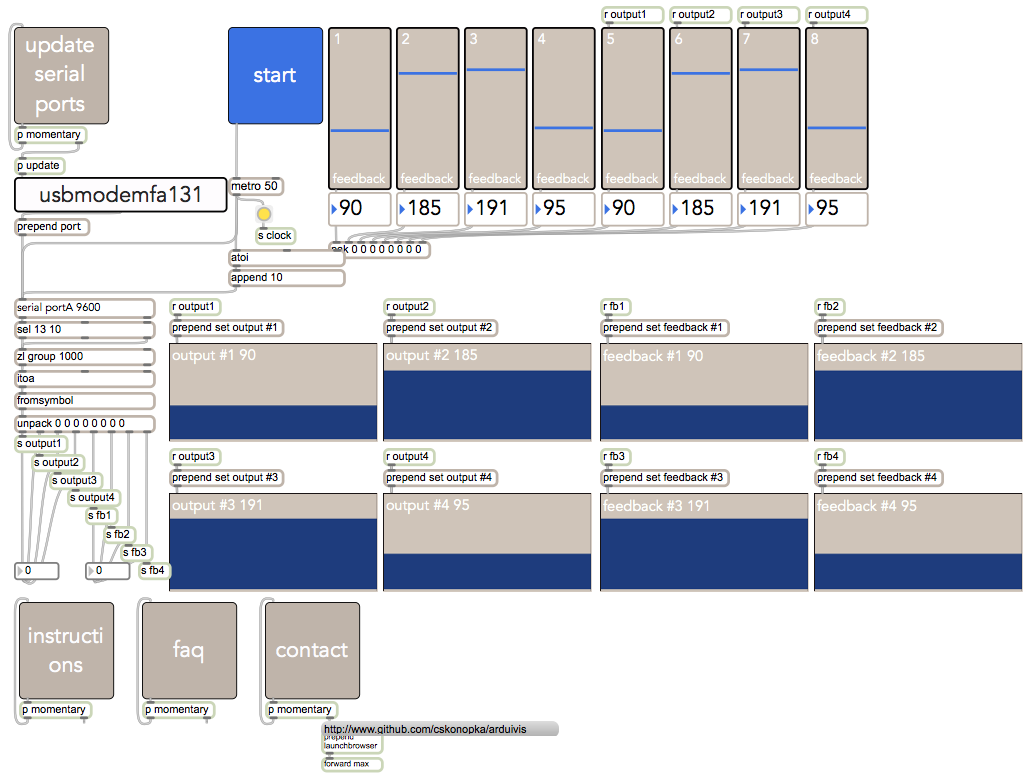 r output1
r output2
r output3
r output4
update
serial
ports
start
1
2
3
4
5
6
7
8
feedback
feedback
feedback
feedback
feedback
feedback
feedback
feedback
p momentary
p update
usbmodemfa131
metro 50
90
185
191
95
90
185
191
95
prepend port
s clock
0 0 0 0 0 0 0 0
atoi
append 10
serial portA 9600
sel 13 10
zl group 1000
itoa
fromsymbol
unpack 0 0 0 0 0 0 0 0
s output1
s output2
s output3
s output4
s fb1
s fb2
s fb3
s fb4
0
0
r output1
prepend set output #1
output #1 90
r output2
prepend set output #2
output #2 185
r fb1
prepend set feedback #1
feedback #1 90
r fb2
prepend set feedback #2
feedback #2 185
r output3
prepend set output #3
output #3 191
r output4
prepend set output #4
output #4 95
r fb3
prepend set feedback #3
feedback #3 191
r fb4
prepend set feedback #4
feedback #4 95
instructi
ons
faq
contact
p momentary
p momentary
p momentary
http://www.github.com/cskonopka/arduivis
prepend
launchbrowser
forward max